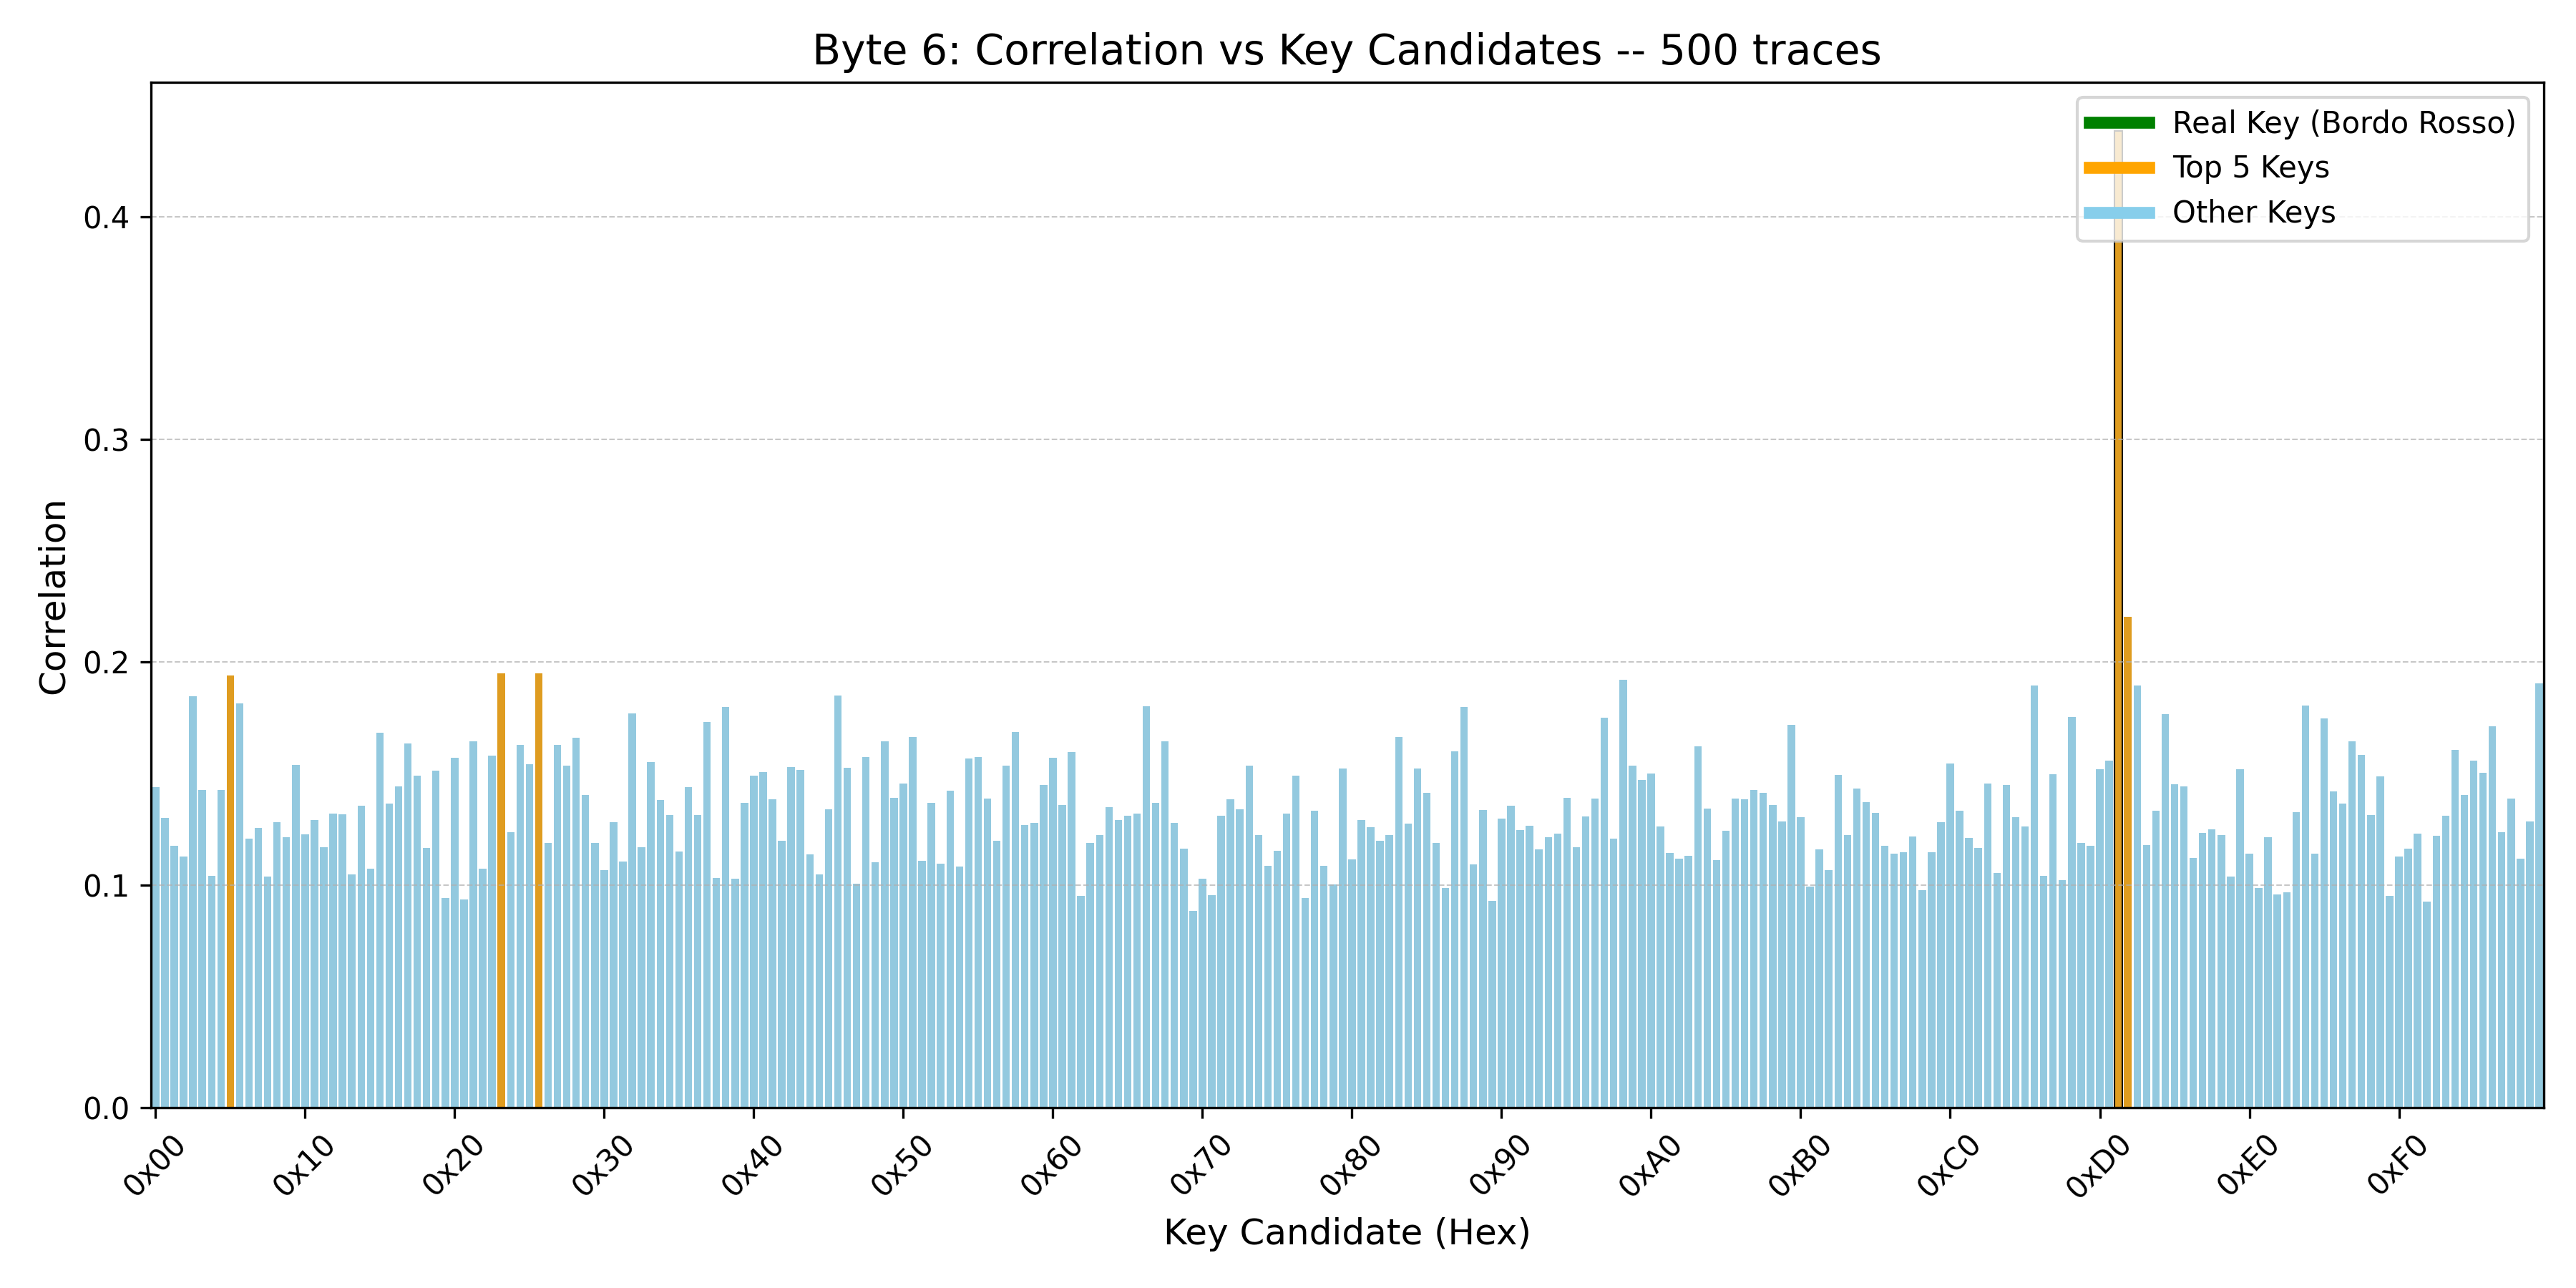 Byte 6: Correlation vs Key Candidates -- 500 traces
Real Key (Bordo Rosso)
Top 5 Keys
Other Keys
Correlation
0.4
0.3
0.2
0.1
0.0
0x00 0x10 0x20 0x30 0x40 0x50 0x60 0x70 0x80 0x90 0xA0 0xB0 0xC0 0xD0 0xE0 0xF0
Key Candidate (Hex)